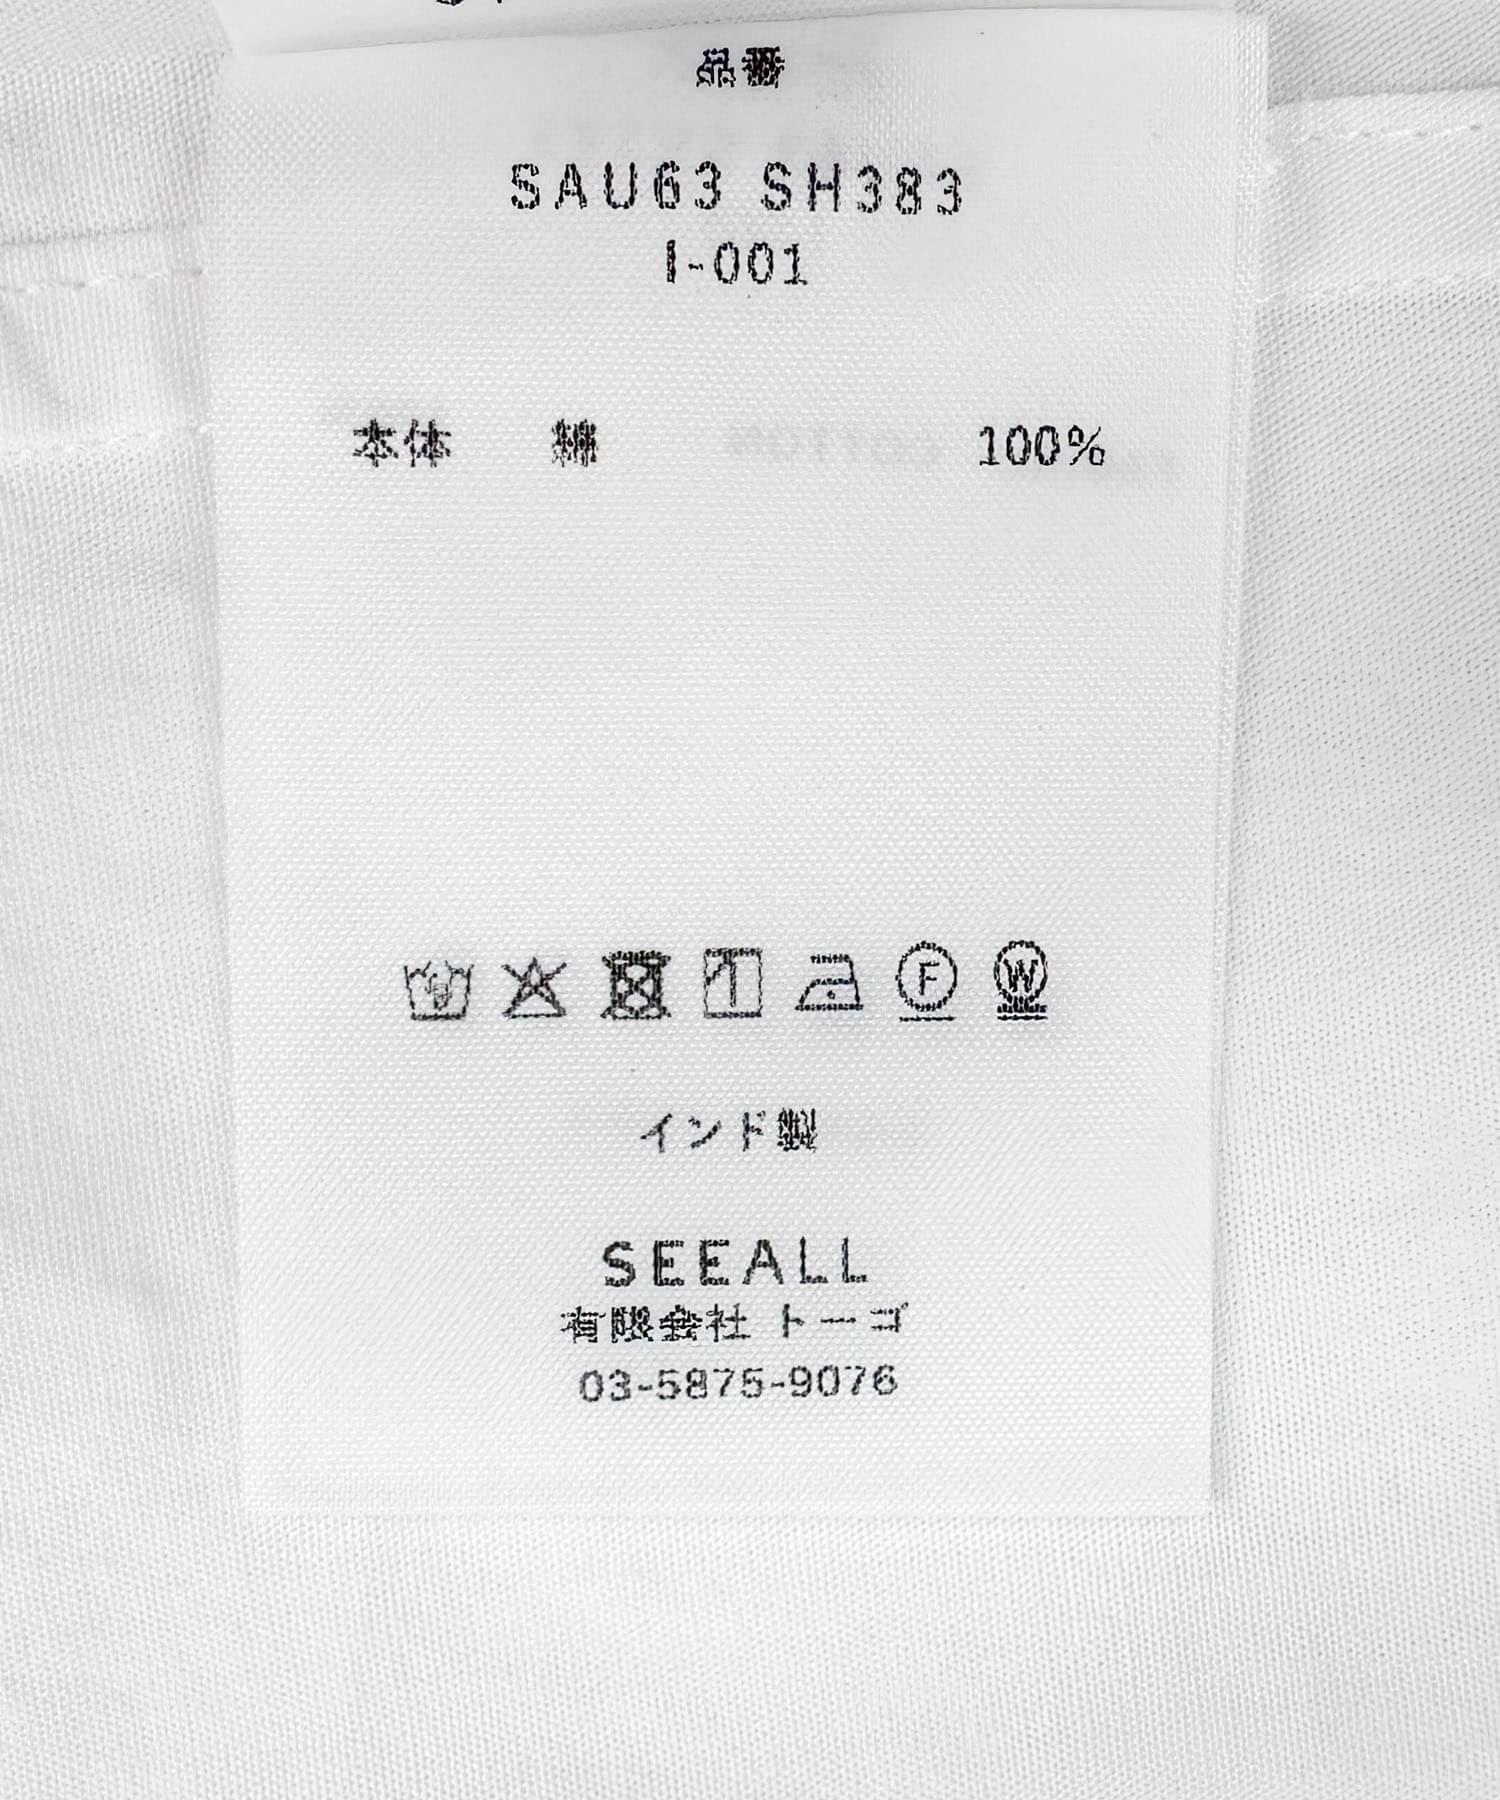 品番
SAU63 SH383
I-001
本体 綿 100%
インド製
SEEALL
有限会社 トーゴ
03-5875-9076